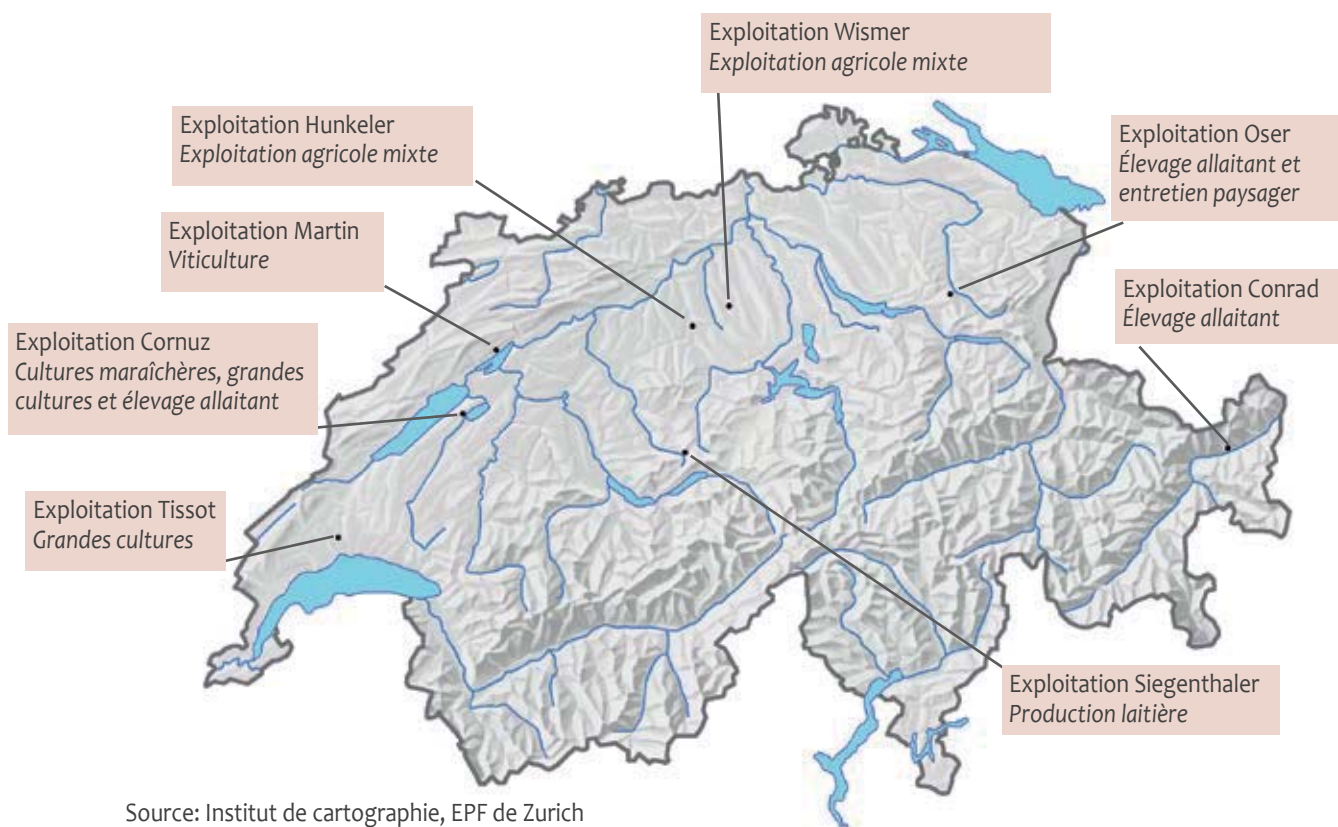 Exploitation Wismer
Exploitation agricole mixte
Exploitation Hunkeler
Exploitation agricole mixte
Exploitation Oser
Élevage allaitant et
entretien paysager
Exploitation Martin
Viticulture
Exploitation Conrad
Élevage allaitant
Exploitation Cornuz
Cultures maraîchères, grandes
cultures et élevage allaitant
Exploitation Tissot
Grandes cultures
Exploitation Siegenthaler
Production laitière
Source: Institut de cartographie, EPF de Zurich